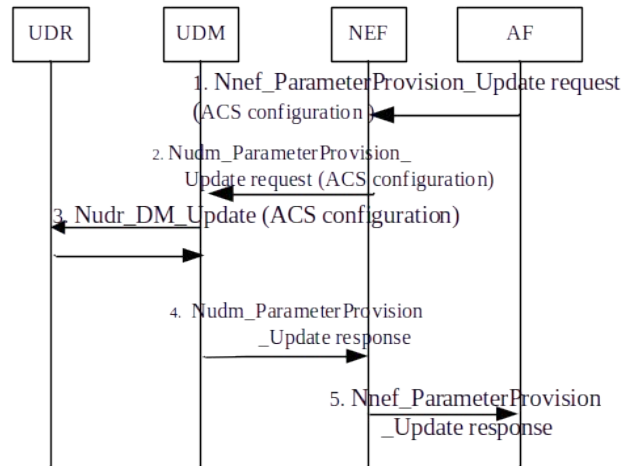 UDR UDM NEF AF
1. Nnef_ParameterProvision_Update request
(ACS configuration )
2. Nudm_ParameterProvision_
Update request (ACS configuration)
3. Nudr_DM_Update (ACS configuration)
4. Nudm_ParameterProvision
_Update response
5. Nnef_ParameterProvision
_Update response